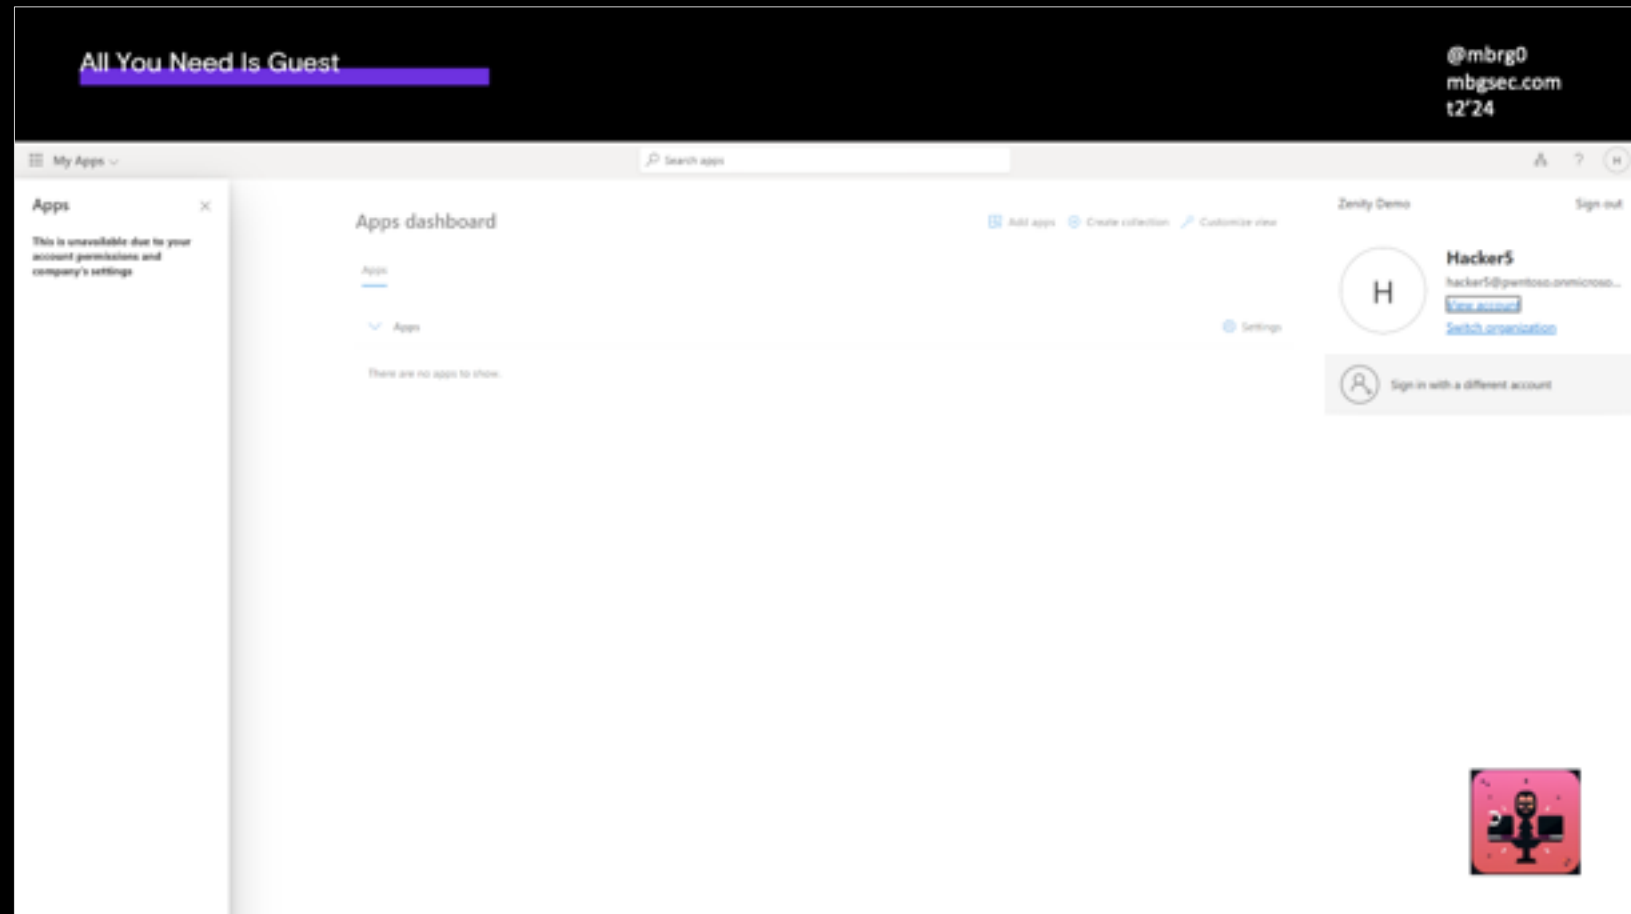 All You Need Is Guest
@mbrg0
mbgsec.com
t2'24
My Apps
Search apps
?
H
Apps
This is unavailable due to your
account permissions and
company's settings
Apps dashboard
Add apps
Create collection
Customize view
Apps
Apps
Settings
There are no apps to show.
Zenity Demo
Sign out
H
Hacker5
hacker5@pwntoso.onmicroso...
View account
Switch organization
Sign in with a different account